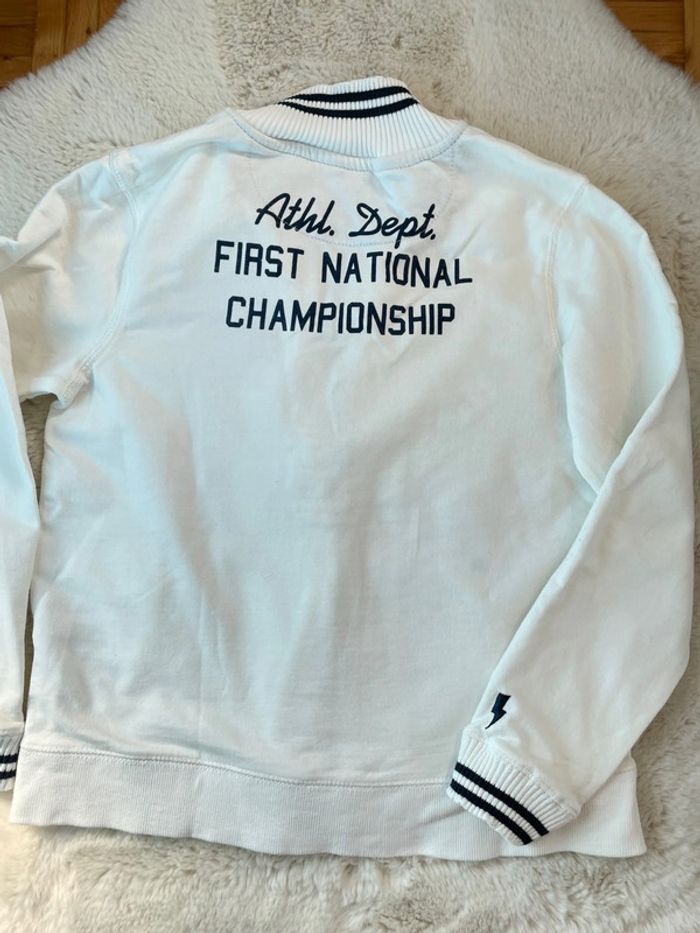 Athl. Dept.
FIRST NATIONAL
CHAMPIONSHIP